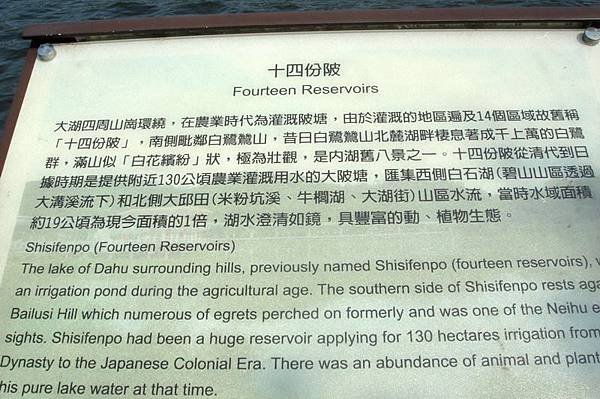 十四份陂
Fourteen Reservoirs
大湖四周山崗環繞，在農業時代為灌溉陂塘，由於灌溉的地區遍及14個區域故舊稱
「十四份陂」，南側毗鄰白鷺鷥山，昔日白鷺鷥山北麓湖畔棲息著成千上萬的白鷺
群，滿山似「白花繽紛」狀，極為壯觀，是内湖舊八景之一。十四份陂從清代到日
據時期是提供附近130公頃農業灌溉用水的大陂塘，匯集西側白石湖(碧山山區透過
大溝溪流下)和北側大邱田(米粉坑溪、牛稠湖、大湖街)山區水流，當時水域面積
約19公頃為現今面積的1倍，湖水澄清如鏡，具豐富的動、植物生態。
Shisifenpo (Fourteen Reservoirs)
The lake of Dahu surrounding hills, previously named Shisifenpo (fourteen reservoirs),
an irrigation pond during the agricultural age. The southern side of Shisifenpo rests
Bailusi Hill which numerous of egrets perched on formerly and was one of the Neihu
sights. Shisifenpo had been a huge reservoir applying for 130 hectares irrigation from
Dynasty to the Japanese Colonial Era. There was an abundance of animal and plant
his pure lake water at that time.